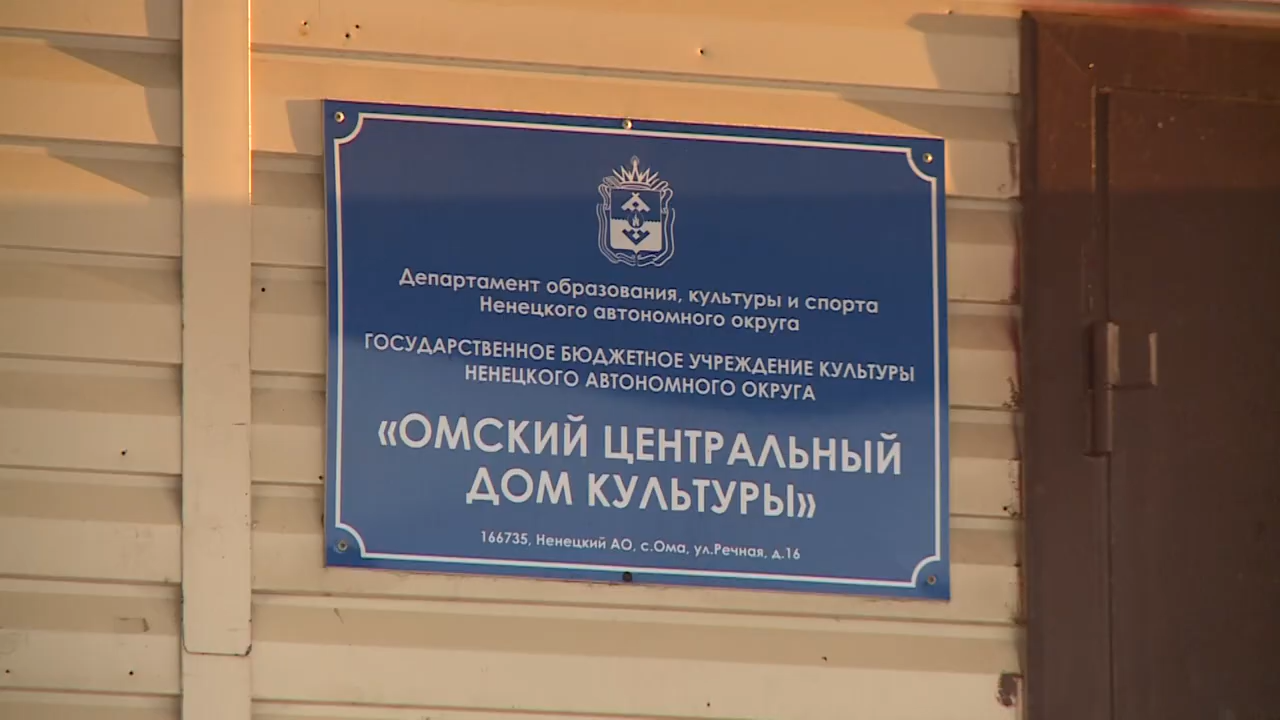 Департамент образования, культуры и спорта
Ненецкого автономного округа
ГОСУДАРСТВЕННОЕ БЮДЖЕТНОЕ УЧРЕЖДЕНИЕ КУЛЬТУРЫ
НЕНЕЦКОГО АВТОНОМНОГО ОКРУГА
«ОМСКИЙ ЦЕНТРАЛЬНЫЙ
ДОМ КУЛЬТУРЫ»
166735, Ненецкий АО, с.Ома, ул.Речная, д.16